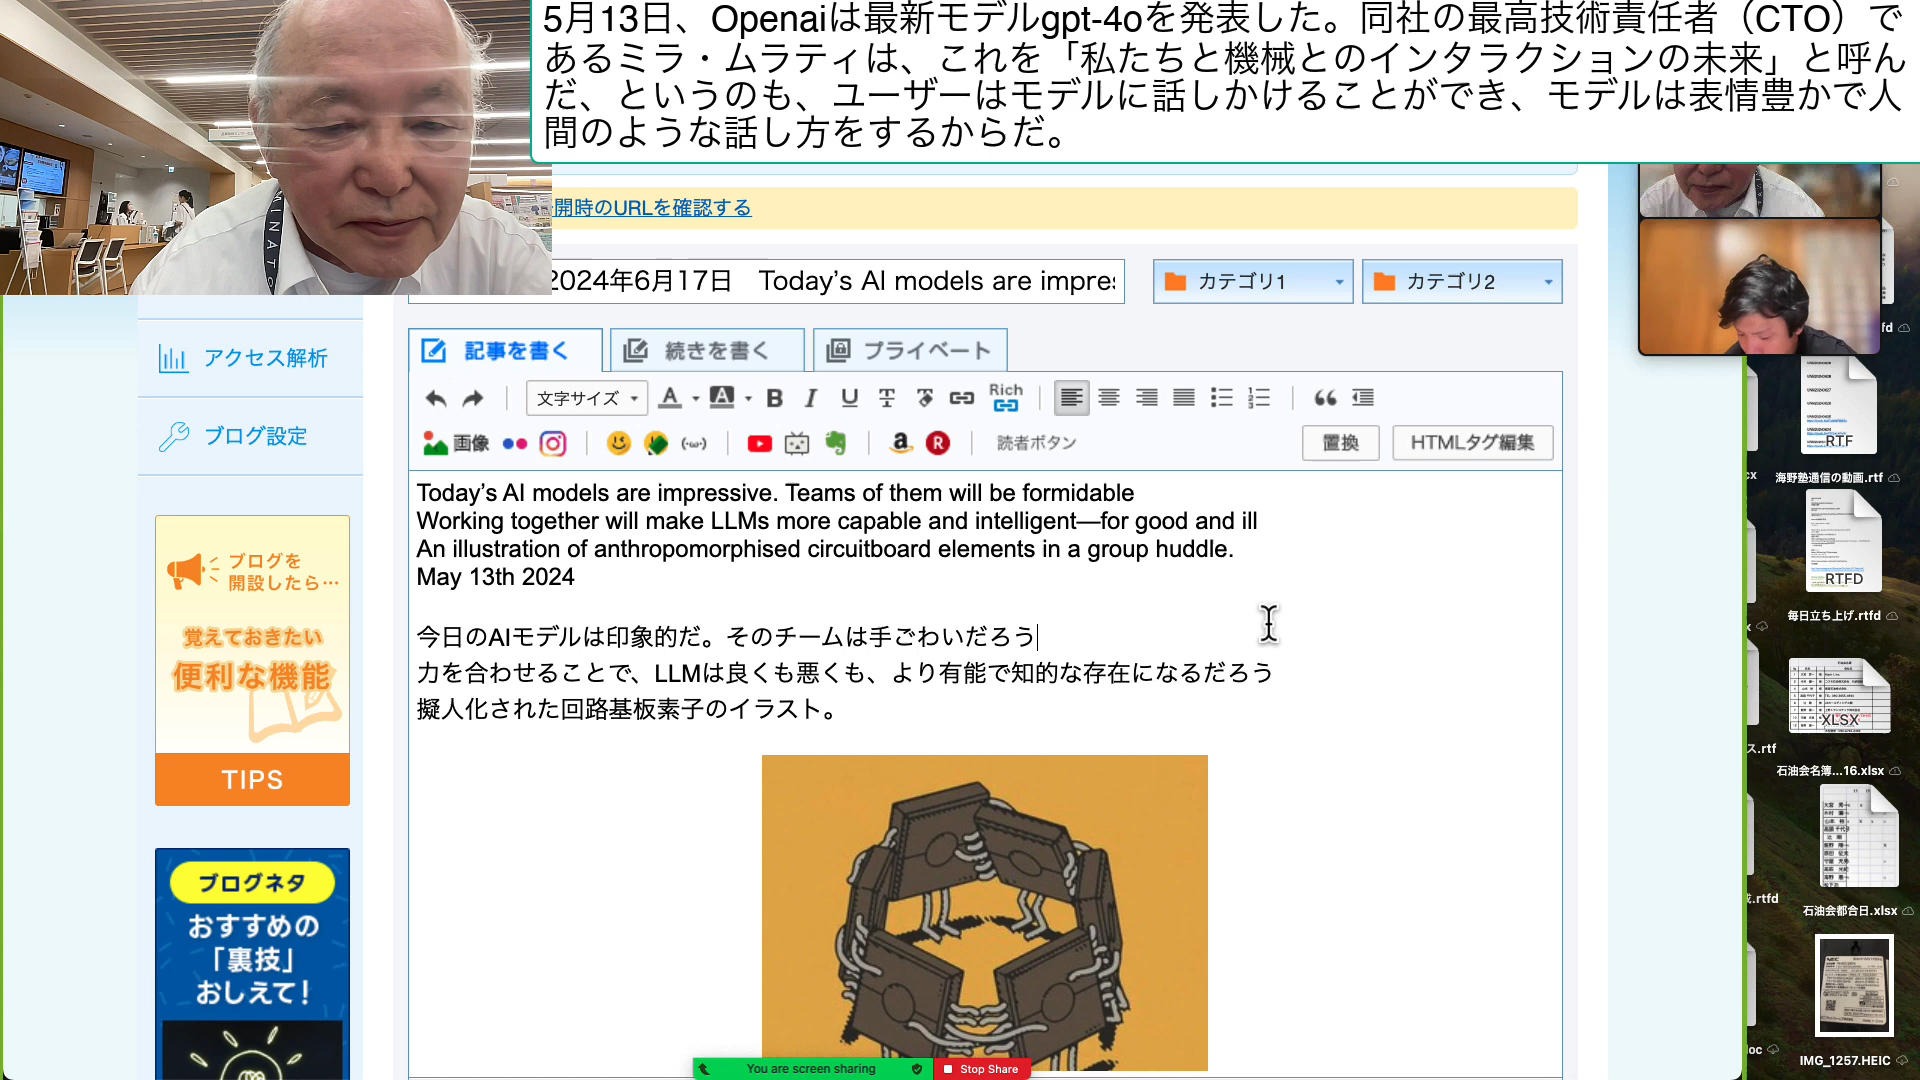 5月13日、Openaiは最新モデルgpt-4oを発表した。同社の最高技術責任者（CTO）で
あるミラ・ムラティは、これを「私たちと機械とのインタラクションの未来」と呼ん
だ、というのも、ユーザーはモデルに話しかけることができ、モデルは表情豊かで人
間のような話し方をするからだ。
開時のURLを確認する
2024年6月17日　Today’s AI models are impres
カテゴリ1
カテゴリ2
アクセス解析
ブログ設定
記事を書く
続きを書く
プライベート
文字サイズ
Rich
画像
読者ボタン
置換
HTMLタグ編集
Today’s AI models are impressive. Teams of them will be formidable
Working together will make LLMs more capable and intelligent—for good and ill
An illustration of anthropomorphised circuitboard elements in a group huddle.
May 13th 2024
今日のAIモデルは印象的だ。そのチームは手ごわいだろう
力を合わせることで、LLMは良くも悪くも、より有能で知的な存在になるだろう
擬人化された回路基板素子のイラスト。
ブログを
開設したら…
覚えておきたい
便利な機能
TIPS
ブログネタ
おすすめの
「裏技」
おしえて！
You are screen sharing
Stop Share
MINATO
fd
RTF
海野塾通信の動画.rtf
RTFD
毎日立ち上げ.rtfd
XLSX
ス.rtf
石油会名簿...16.xlsx
.rtfd
石油会都合日.xlsx
NEC
oc
IMG_1257.HEIC